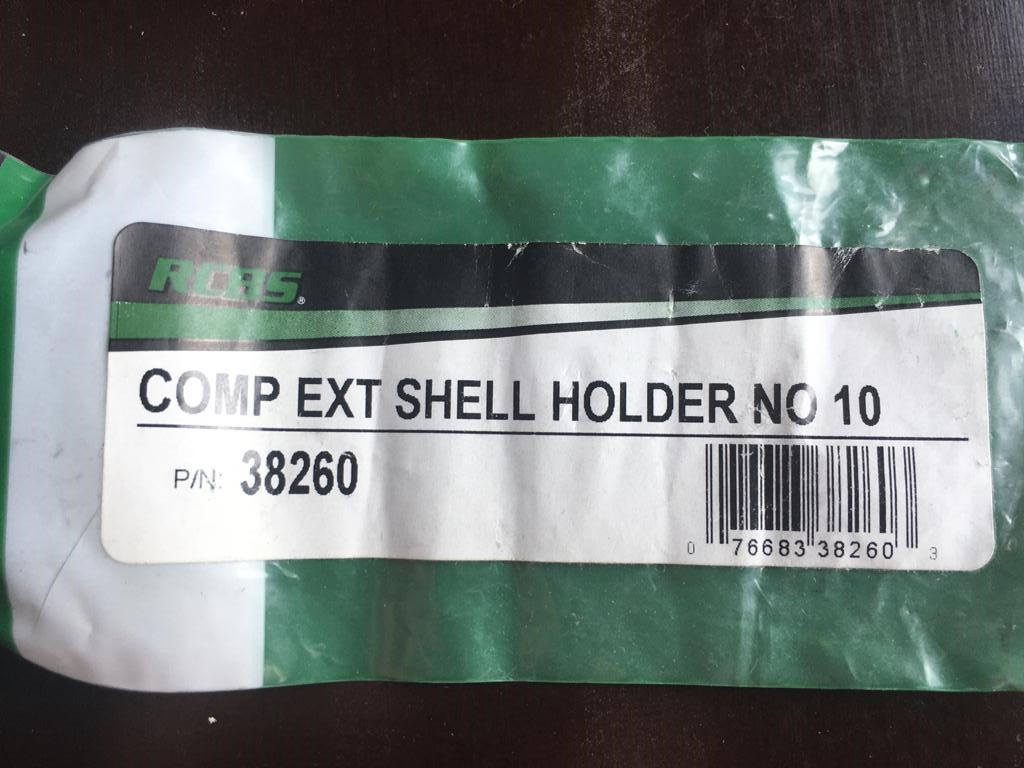 RCBS®
COMP EXT SHELL HOLDER NO 10
P/N: 38260
0 76683 38260 3